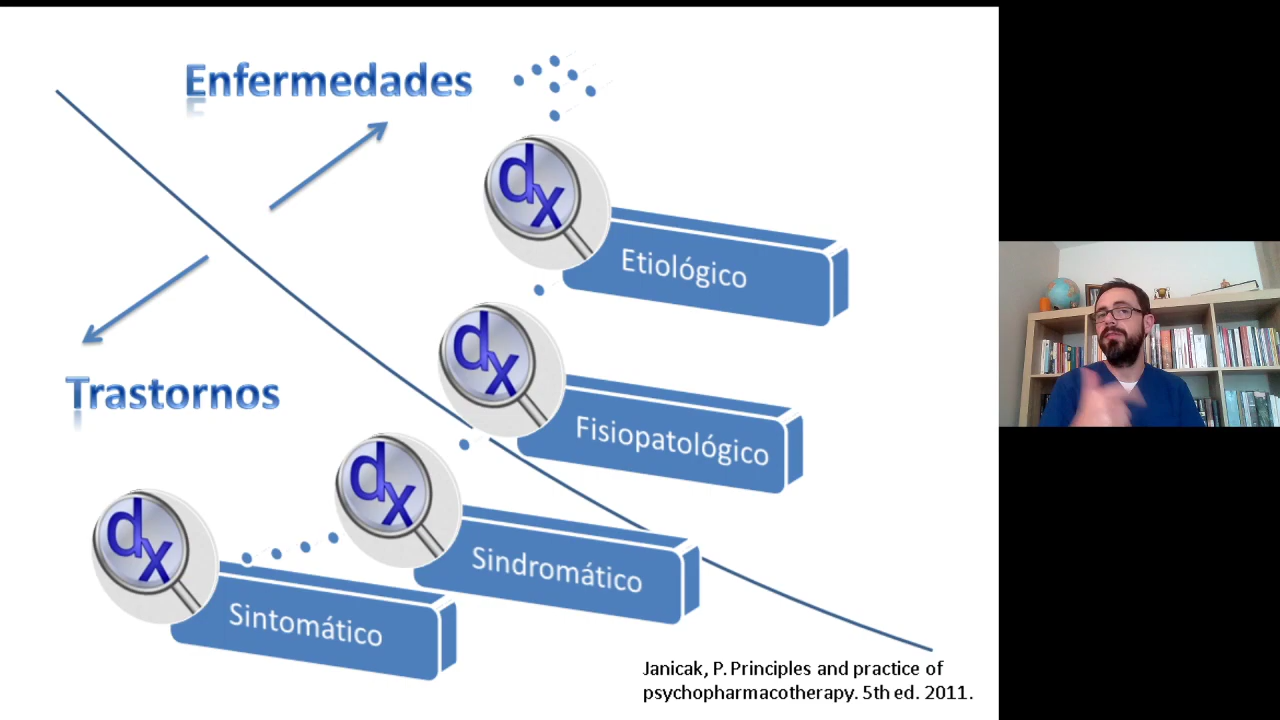 Enfermedades
dx
Etiológico
dx
Fisiopatológico
Trastornos
dx
Sindromático
dx
Sintomático
Janicak, P. Principles and practice of
psychopharmacotherapy. 5th ed. 2011.